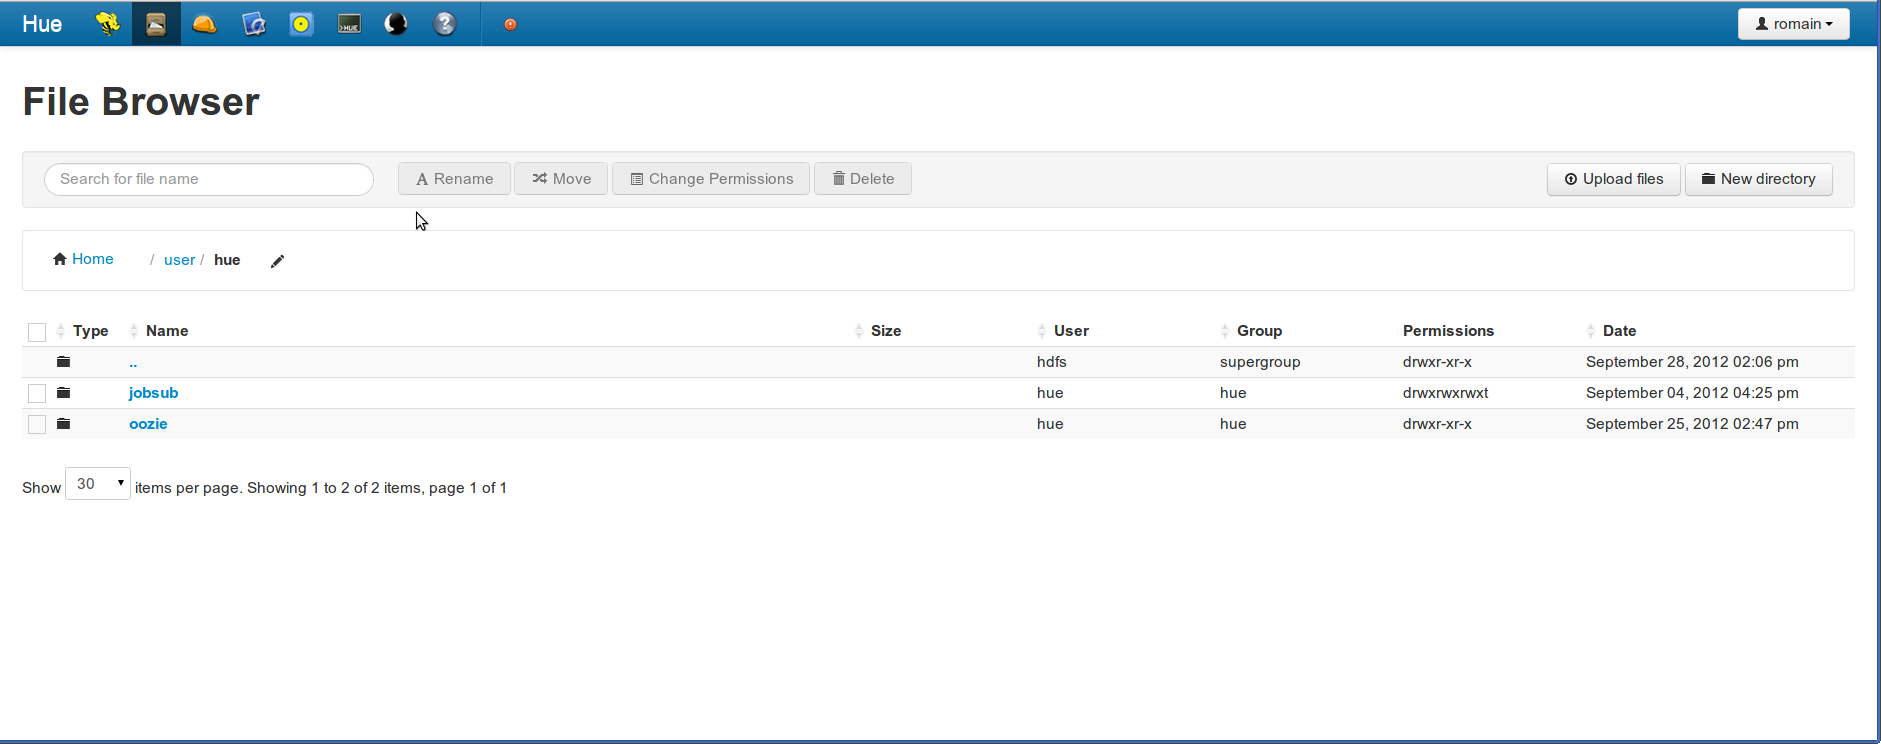 Hue >HUE romain
File Browser
Search for file name Rename Move Change Permissions Delete Upload files New directory
Home / user / hue
Type Name Size User Group Permissions Date
.. hdfs supergroup drwxr-xr-x September 28, 2012 02:06 pm
jobsub hue hue drwxrwxrwxt September 04, 2012 04:25 pm
oozie hue hue drwxr-xr-x September 25, 2012 02:47 pm
Show 30 items per page. Showing 1 to 2 of 2 items, page 1 of 1